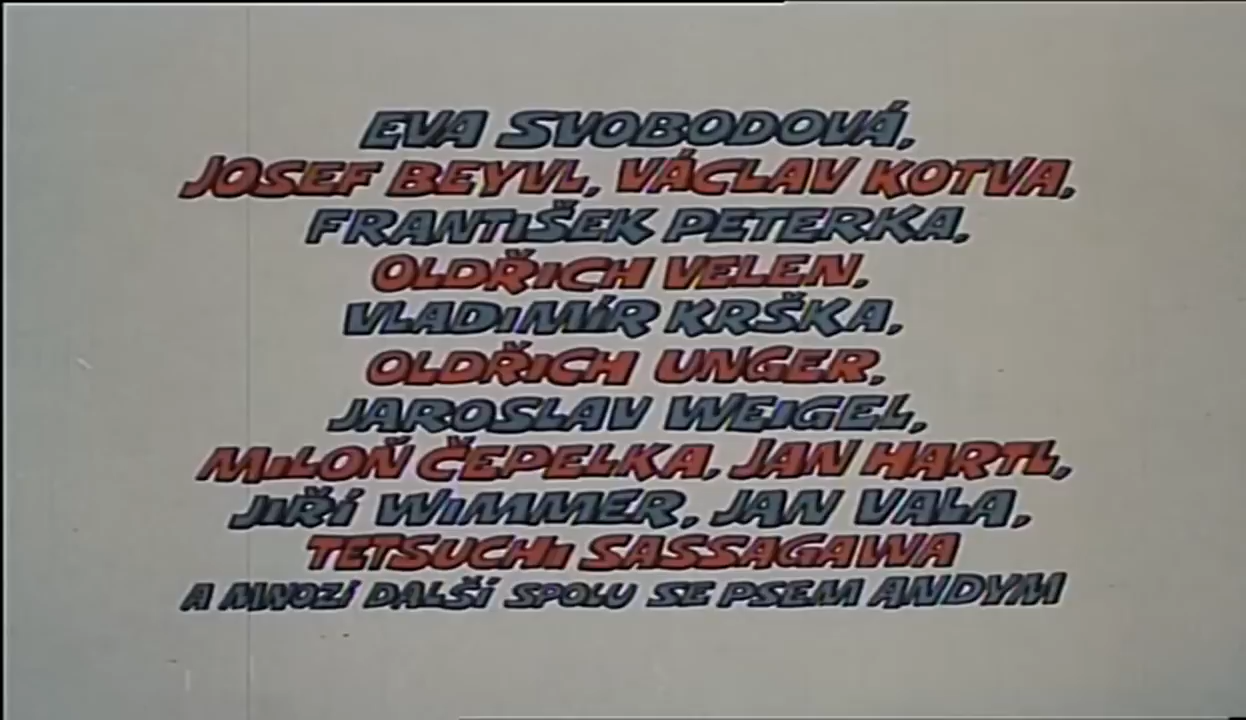 EVA SVOBODOVÁ,
JOSEF BEYVL, VÁCLAV KOTVA,
FRANTIŠEK PETERKA,
OLDŘICH VELEN,
VLADIMÍR KRŠKA,
OLDŘICH UNGER,
JAROSLAV WEIGEL,
MILOŇ ČEPELKA, JAN HARTL,
JIŘÍ WIMMER, JAN VALA,
TETSUCHI SASSAGAWA
A MNOZÍ DALŠÍ SPOLU SE PSEM ANDYM